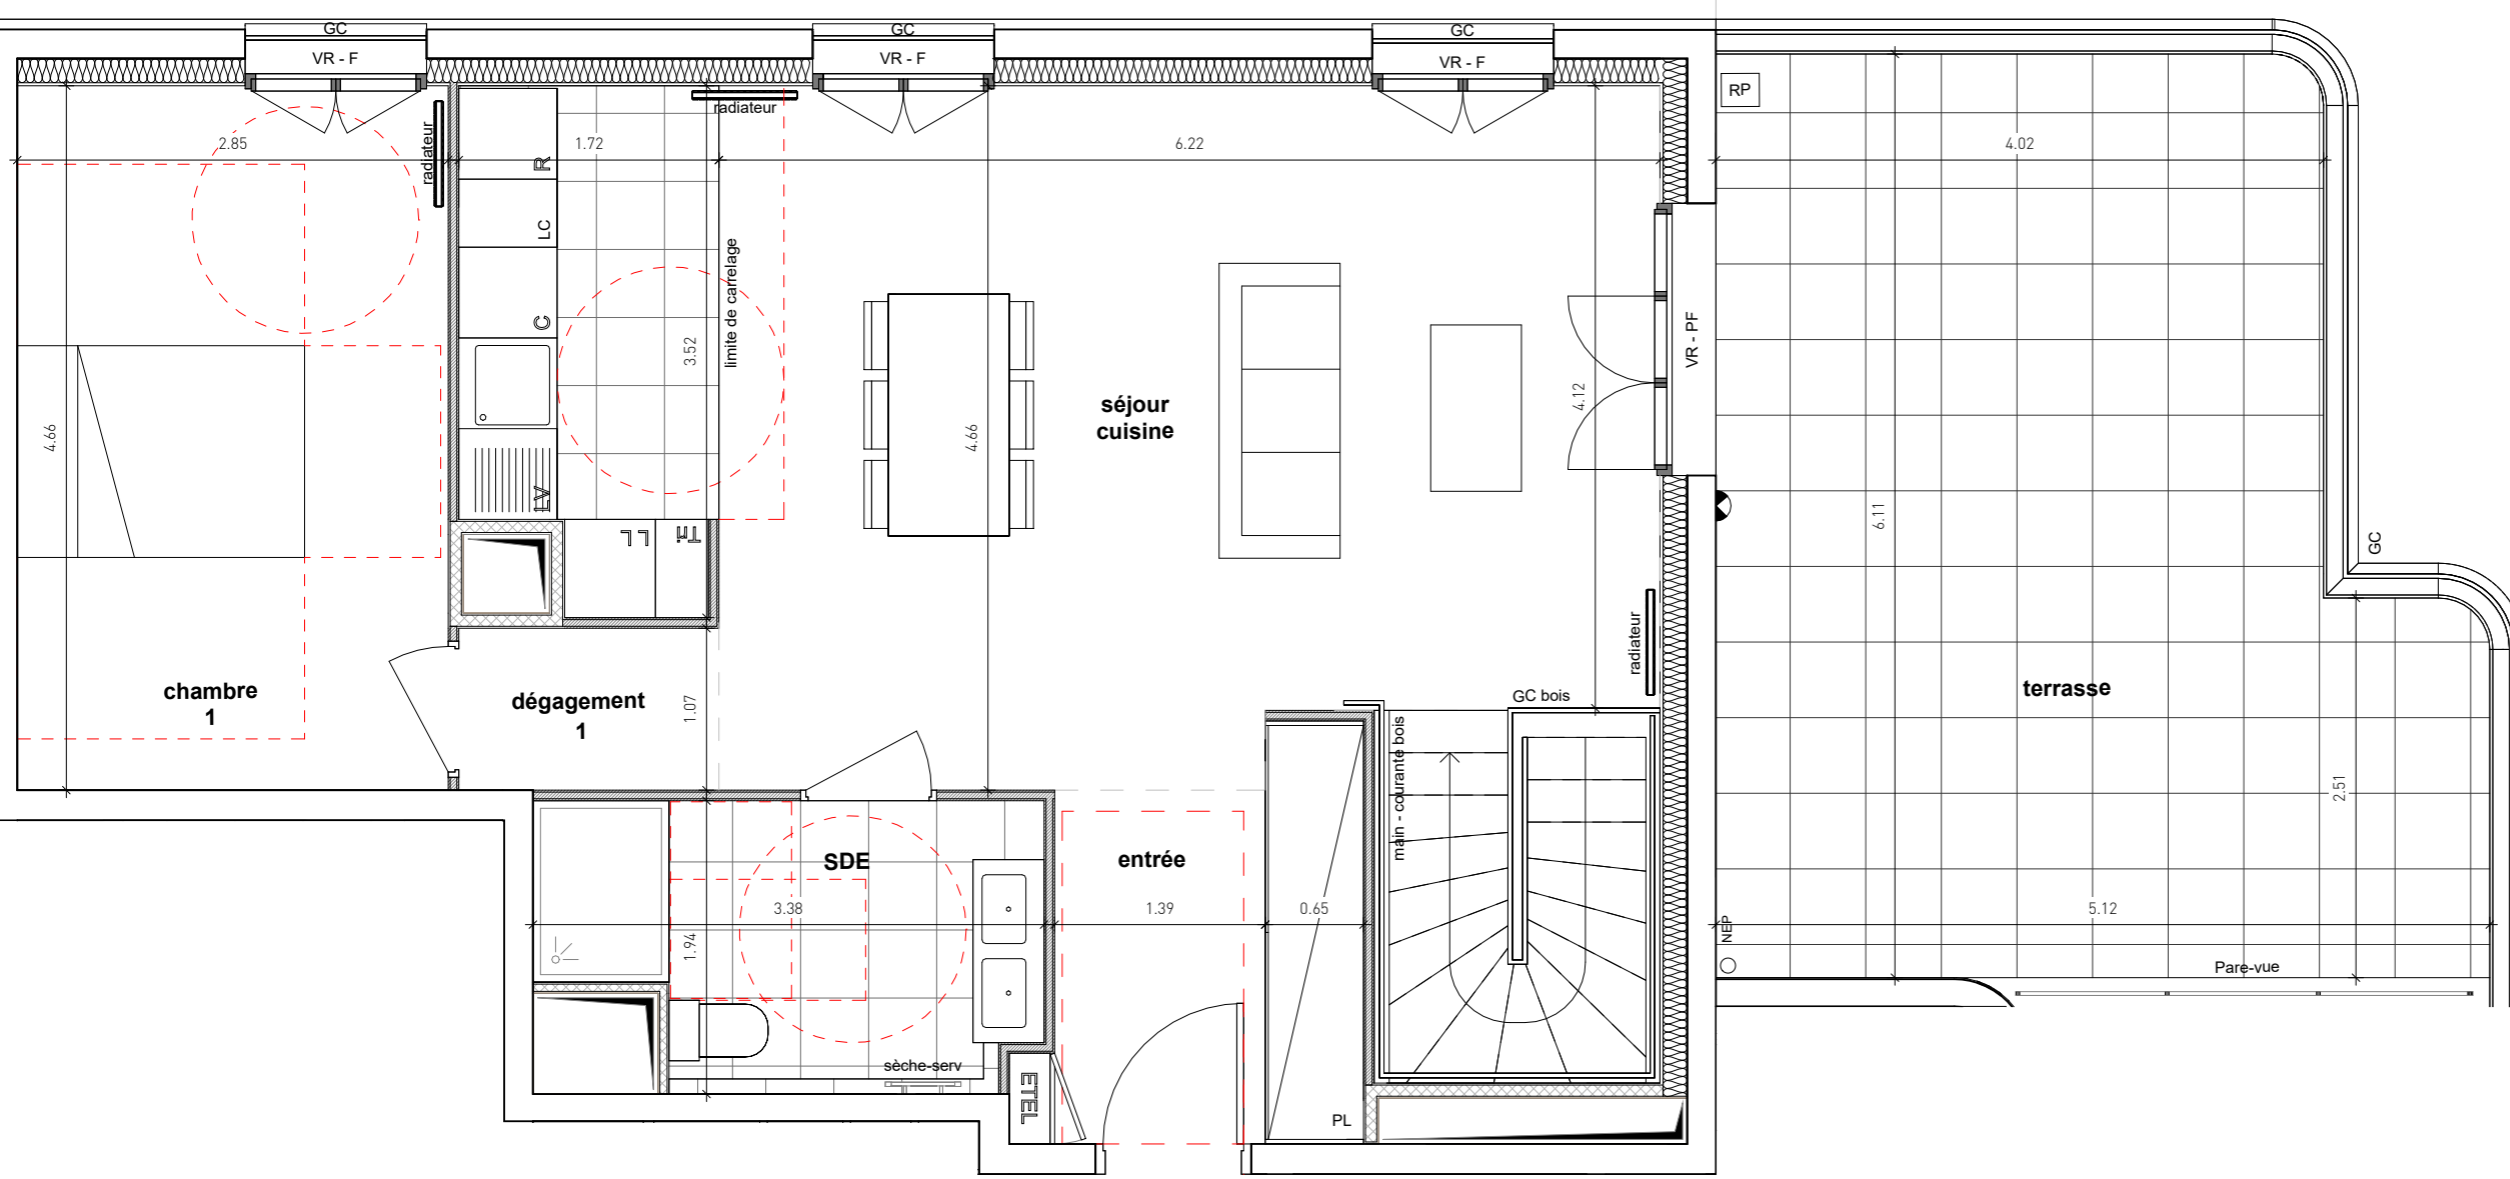 GC
GC
GC
VR - F
VR - F
VR - F
RP
radiateur
radiateur
2.85
1.72
6.22
4.02
R
LC
C
LV
limite de carrelage
3.52
4.66
4.66
séjour
cuisine
4.12
VR - PF
6.11
GC
LL
Tri
radiateur
GC bois
chambre
1
dégagement
1
1.07
main - courante bois
terrasse
2.51
SDE
entrée
3.38
1.94
1.39
0.65
5.12
NEP
Pare-vue
sèche-serv
ETEL
PL